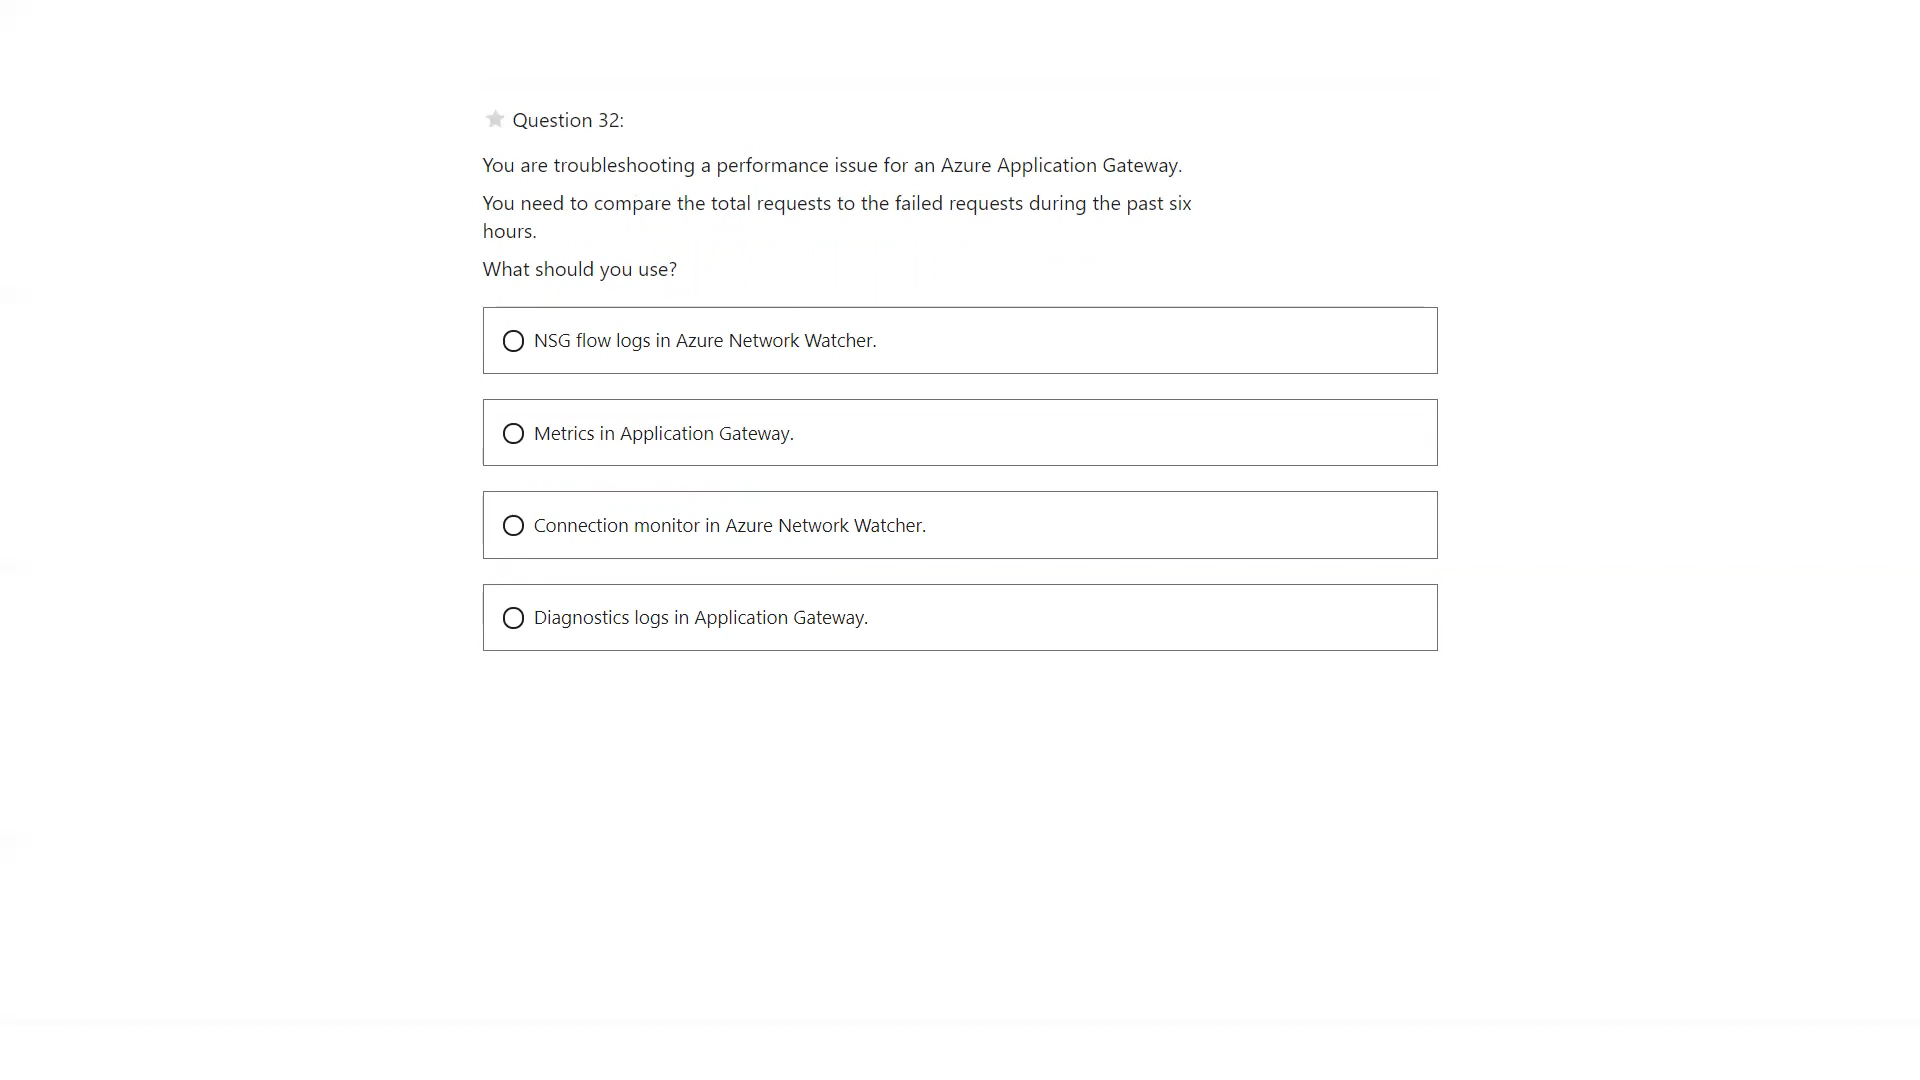 Question 32:
You are troubleshooting a performance issue for an Azure Application Gateway.
You need to compare the total requests to the failed requests during the past six
hours.
What should you use?
NSG flow logs in Azure Network Watcher.
Metrics in Application Gateway.
Connection monitor in Azure Network Watcher.
Diagnostics logs in Application Gateway.